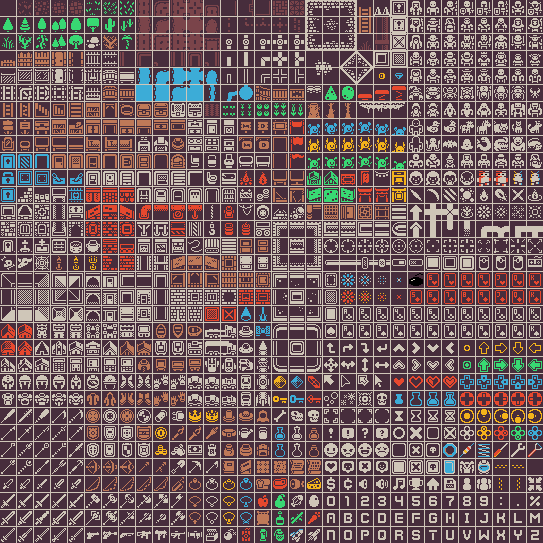 $ ¢
0 1 2 3 4 5 6 7 8 9 : .
A B C D E F G H I J K L M
N O P Q R S T U V W X Y Z